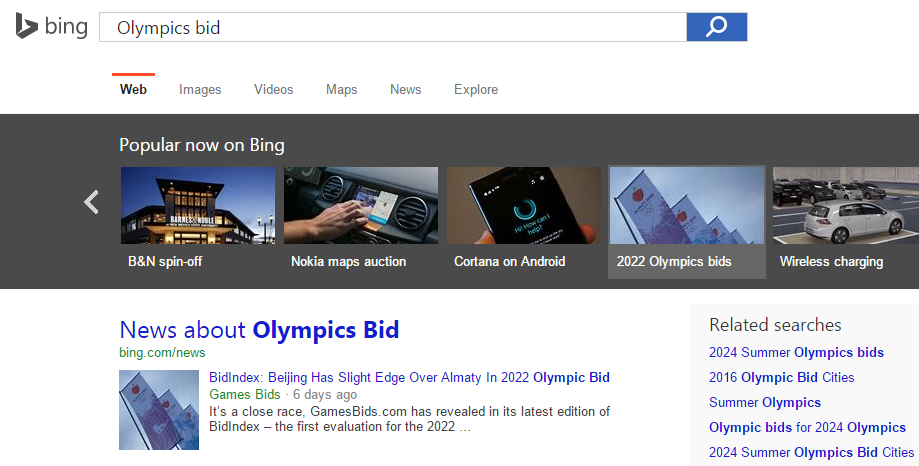 bing
Olympics bid
Web Images Videos Maps News Explore
Popular now on Bing
BARNES&NOBLE
Hi! How can I
help?
B&N spin-off
Nokia maps auction
Cortana on Android
2022 Olympics bids
Wireless charging
News about Olympics Bid
bing.com/news
BidIndex: Beijing Has Slight Edge Over Almaty In 2022 Olympic Bid
Games Bids · 6 days ago
It's a close race, GamesBids.com has revealed in its latest edition of
BidIndex – the first evaluation for the 2022 ...
Related searches
2024 Summer Olympics bids
2016 Olympic Bid Cities
Summer Olympics
Olympic bids for 2024 Olympics
2024 Summer Olympics Bid Cities